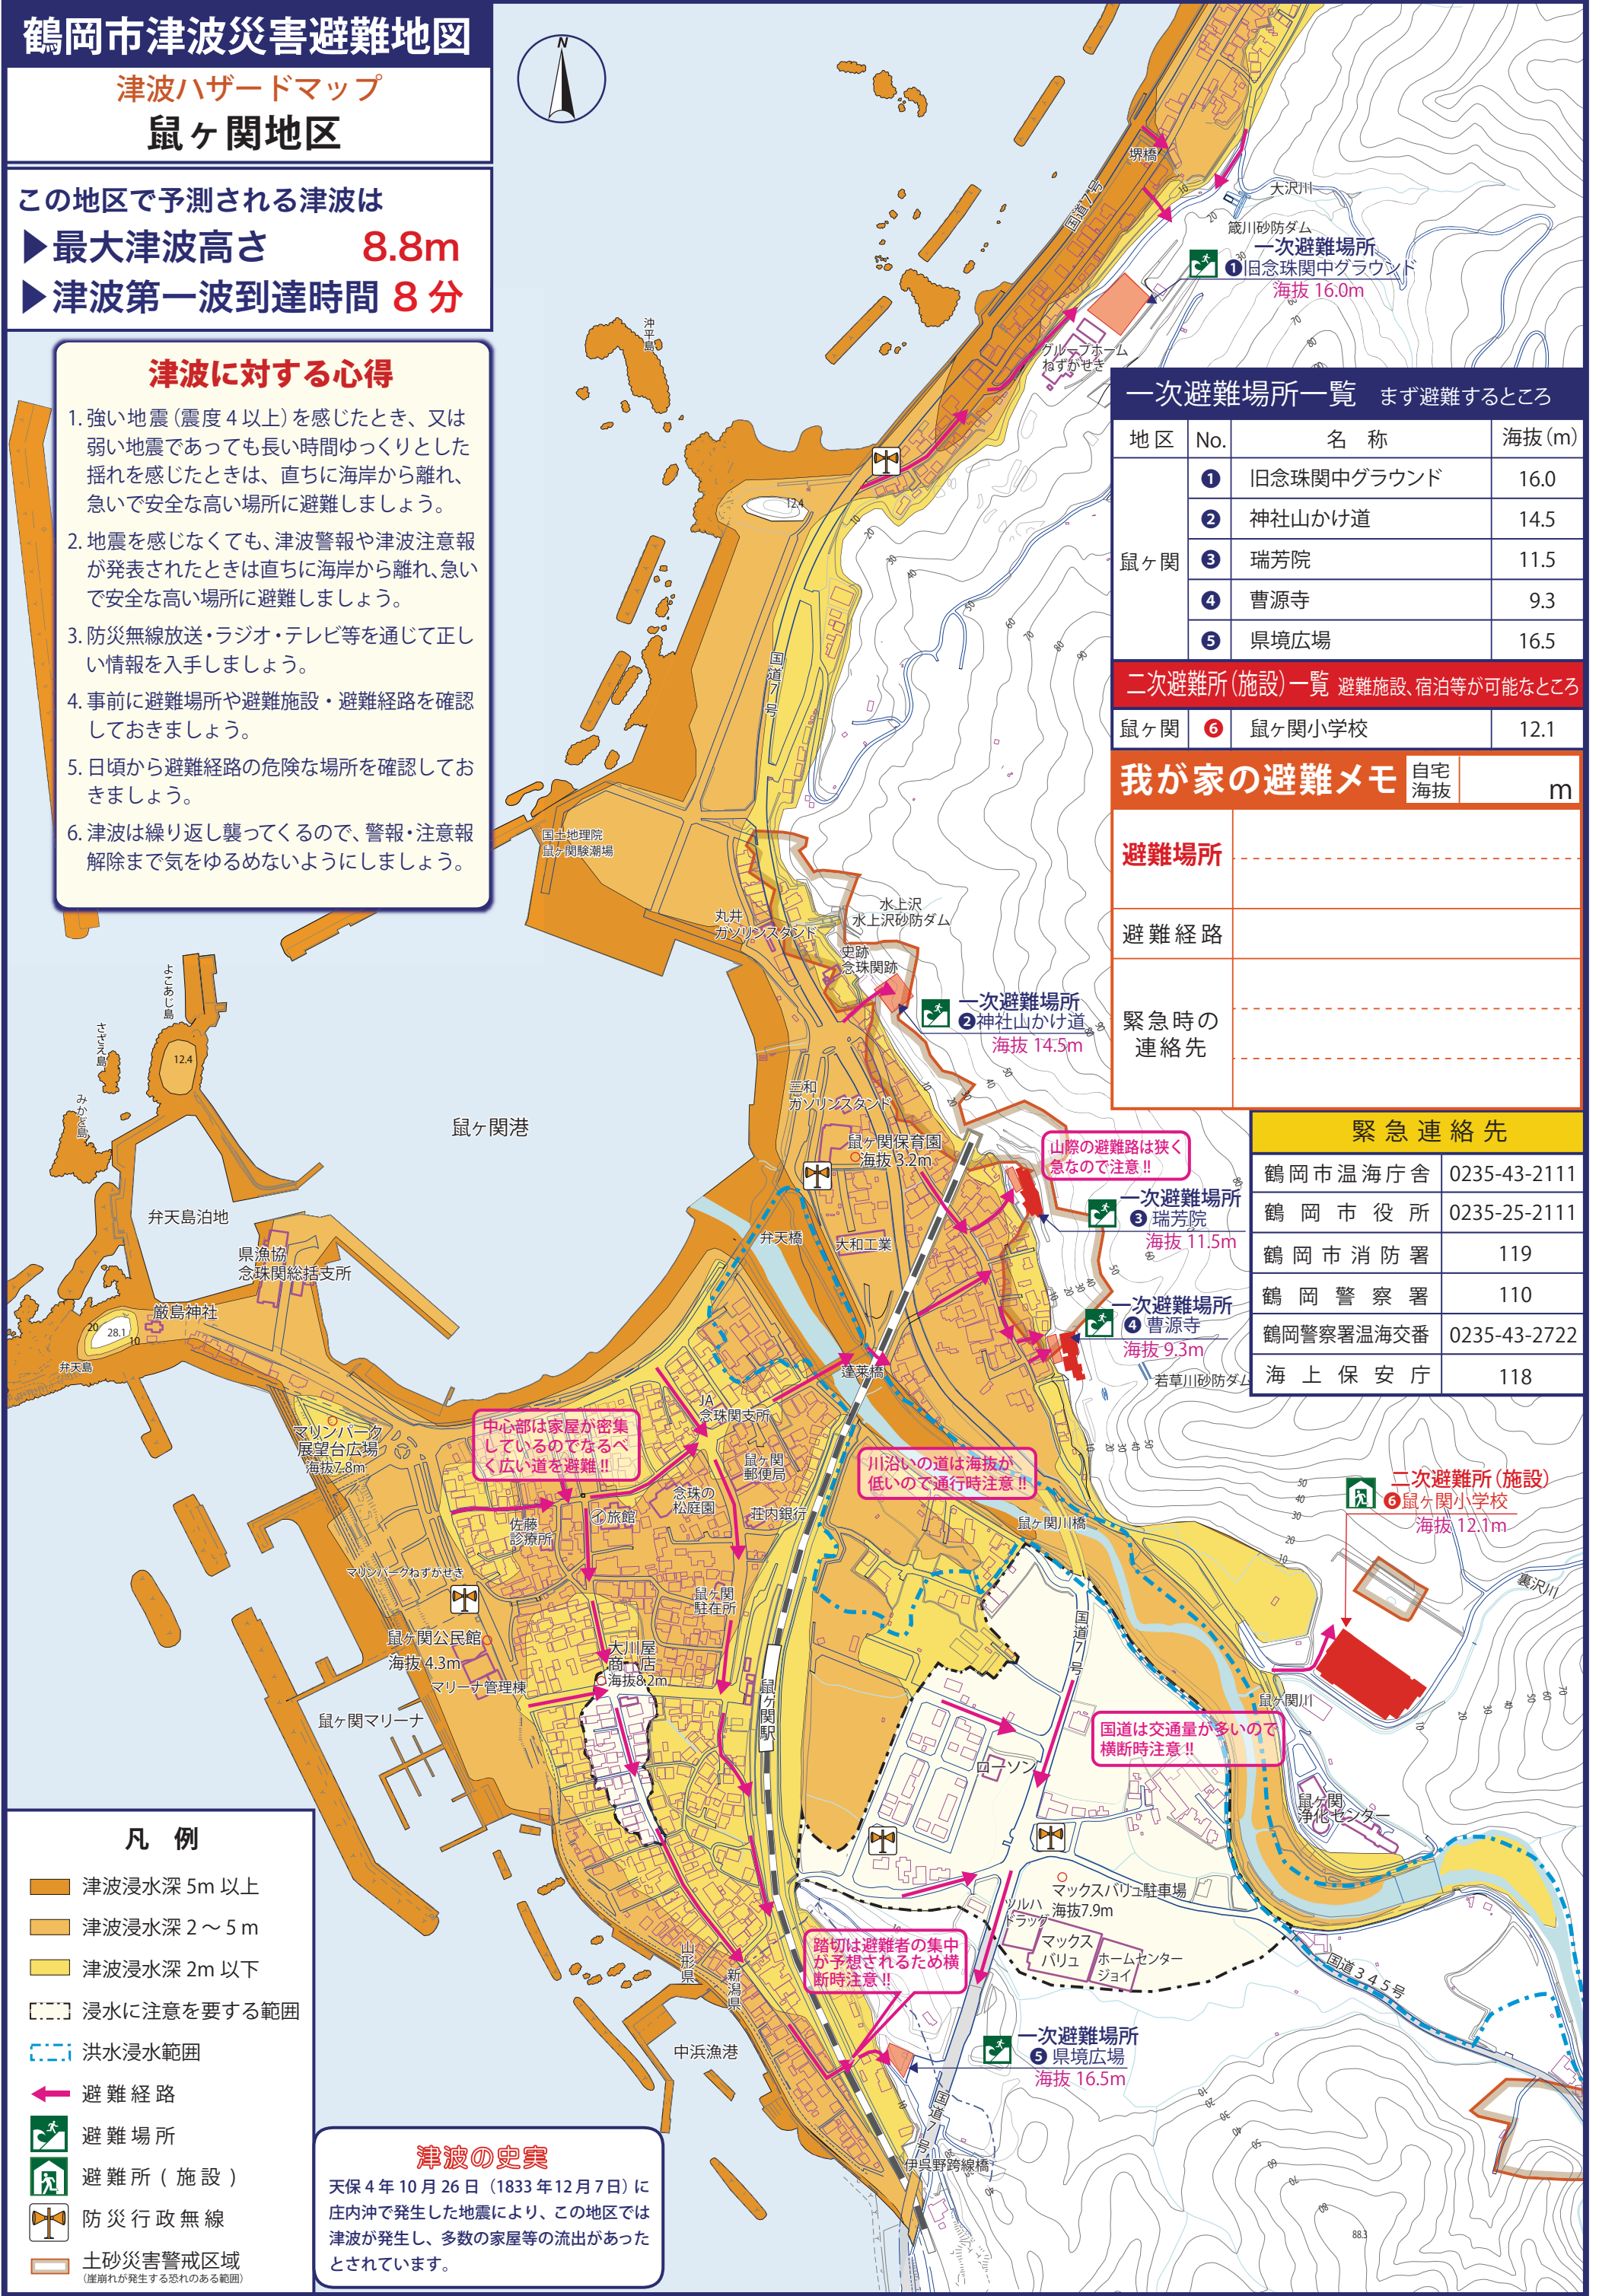 鶴岡市津波災害避難地図
津波ハザードマップ
鼠ヶ関地区
この地区で予測される津波は
▶最大津波高さ 8.8m
▶津波第一波到達時間 8 分
津波に対する心得
1. 強い地震（震度 4 以上）を感じたとき、又は
弱い地震であっても長い時間ゆっくりとした
揺れを感じたときは、直ちに海岸から離れ、
急いで安全な高い場所に避難しましょう。
2. 地震を感じなくても、津波警報や津波注意報
が発表されたときは直ちに海岸から離れ、急い
で安全な高い場所に避難しましょう。
3. 防災無線放送・ラジオ・テレビ等を通じて正し
い情報を入手しましょう。
4. 事前に避難場所や避難施設・避難経路を確認
しておきましょう。
5. 日頃から避難経路の危険な場所を確認してお
きましょう。
6. 津波は繰り返し襲ってくるので、警報・注意報
解除まで気をゆるめないようにしましょう。
N
堺橋
国道7号
大沢川
蔵川砂防ダム
一次避難場所
❶旧念珠関中グラウンド
海抜 16.0m
グループホーム
ねずがせき
沖平島
12.4
国道7号
一次避難場所一覧 まず避難するところ
地 区 No. 名 称 海抜（m）
鼠ヶ関
❶ 旧念珠関中グラウンド 16.0
❷ 神社山かけ道 14.5
❸ 瑞芳院 11.5
❹ 曹源寺 9.3
❺ 県境広場 16.5
二次避難所（施設）一覧 避難施設、宿泊等が可能なところ
鼠ヶ関 ❻ 鼠ヶ関小学校 12.1
我が家の避難メモ 自宅
海抜 m
避難場所
避 難 経 路
緊急時の
連絡先
緊 急 連 絡 先
鶴岡市温海庁舎 0235-43-2111
鶴 岡 市 役 所 0235-25-2111
鶴 岡 市 消 防 署 119
鶴 岡 警 察 署 110
鶴岡警察署温海交番 0235-43-2722
海 上 保 安 庁 118
国土地理院
鼠ヶ関験潮場
丸井
ガソリンスタンド
水上沢
水上沢砂防ダム
史跡
念珠関跡
一次避難場所
❷神社山かけ道
海抜 14.5m
よこあじ島
さざえ島
みかぎ島
12.4
鼠ヶ関港
三和
ガソリンスタンド
鼠ヶ関保育園
海抜 3.2m
山際の避難路は狭く
急なので注意 !!
一次避難場所
❸ 瑞芳院
海抜 11.5m
弁天島泊地
県漁協
念珠関総括支所
弁天橋
大和工業
厳島神社
20
28.1
10
弁天島
一次避難場所
❹ 曹源寺
海抜 9.3m
若草川砂防ダム
蓬莱橋
JA
念珠関支所
マリンパーク
展望台広場
海抜7.8m
中心部は家屋が密集
しているのでなるべ
く広い道を避難 !!
鼠ヶ関
郵便局
川沿いの道は海抜が
低いので通行時注意 !!
念珠の
松庭園
荘内銀行
佐藤
診療所
イ旅館
鼠ヶ関川橋
二次避難所（施設）
❻鼠ヶ関小学校
海抜 12.1m
裏沢川
マリンパークねずがせき
鼠ヶ関
駐在所
鼠ヶ関公民館
海抜 4.3m
マリーナ管理棟
大川屋
商 店
海抜8.2m
鼠ヶ関駅
国道7号
鼠ヶ関川
鼠ヶ関マリーナ
国道は交通量が多いので
横断時注意 !!
ローソン
鼠ヶ関
浄化センター
マックスバリュ駐車場
海抜7.9m
ツルハ
ドラッグ
マックス
バリュ
ホームセンター
ジョイ
国道345号
踏切は避難者の集中
が予想されるため横
断時注意 !!
山形県
新潟県
中浜漁港
一次避難場所
❺ 県境広場
海抜 16.5m
国道7号
伊呉野跨線橋
88.3
凡 例
津波浸水深 5m 以上
津波浸水深 2 ～ 5 m
津波浸水深 2m 以下
浸水に注意を要する範囲
洪水浸水範囲
避 難 経 路
避 難 場 所
避 難 所 ( 施 設 )
防 災 行 政 無 線
土砂災害警戒区域
（崖崩れが発生する恐れのある範囲）
津波の史実
天保 4 年 10 月 26 日（1833 年 12 月 7 日）に
庄内沖で発生した地震により、この地区では
津波が発生し、多数の家屋等の流出があった
とされています。